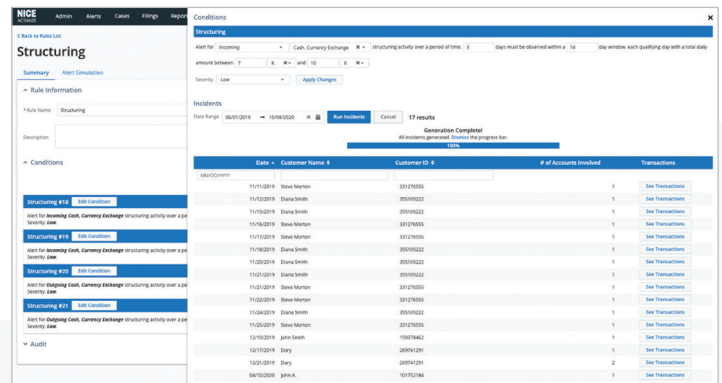 NICE
ACTIMIZE
Admin
Alerts
Cases
Filings
Repor
< Back to Rules List
Structuring
Summary
Alert Simulation
Rule Information
* Rule Name
Structuring
Description
Conditions
Structuring #18
Edit Condition
Alert for Incoming Cash, Currency Exchange structuring activity over a pe
Severity: Low.
Structuring #19
Edit Condition
Alert for Incoming Cash, Currency Exchange structuring activity over a pe
Severity: Low.
Structuring #20
Edit Condition
Alert for Outgoing Cash, Currency Exchange structuring activity over a pe
Severity: Low.
Structuring #21
Edit Condition
Alert for Outgoing Cash, Currency Exchange structuring activity over a pe
Severity: Low.
Audit
Conditions
Structuring
Alert for Incoming Cash, Currency Exchange structuring activity over a period of time. 3 days must be observed within a 14 day window; each qualifying day with a total daily
amount between 7 K and 10 K .
Severity Low Apply Changes
Incidents
Date Range 06/01/2019 → 10/09/2020 Run Incidents Cancel 17 results
Generation Complete!
All incidents generated. Dismiss the progress bar.
100%
Date Customer Name Customer ID # of Accounts Involved Transactions
MM/DD/YYYY
11/11/2019 Steve Morton 331276555 1 See Transactions
11/12/2019 Diana Smith 355105222 1 See Transactions
11/15/2019 Diana Smith 355105222 1 See Transactions
11/16/2019 Steve Morton 331276555 1 See Transactions
11/17/2019 Steve Morton 331276555 1 See Transactions
11/18/2019 Diana Smith 355105222 1 See Transactions
11/20/2019 Diana Smith 355105222 1 See Transactions
11/21/2019 Diana Smith 355105222 1 See Transactions
11/21/2019 Steve Morton 331276555 1 See Transactions
11/22/2019 Steve Morton 331276555 1 See Transactions
11/24/2019 Diana Smith 355105222 1 See Transactions
11/25/2019 Steve Morton 331276555 1 See Transactions
12/10/2019 John Smith 159378462 1 See Transactions
12/17/2019 Dory 269741291 1 See Transactions
12/21/2019 Dory 269741291 2 See Transactions
04/10/2020 John A. 101752184 1 See Transactions